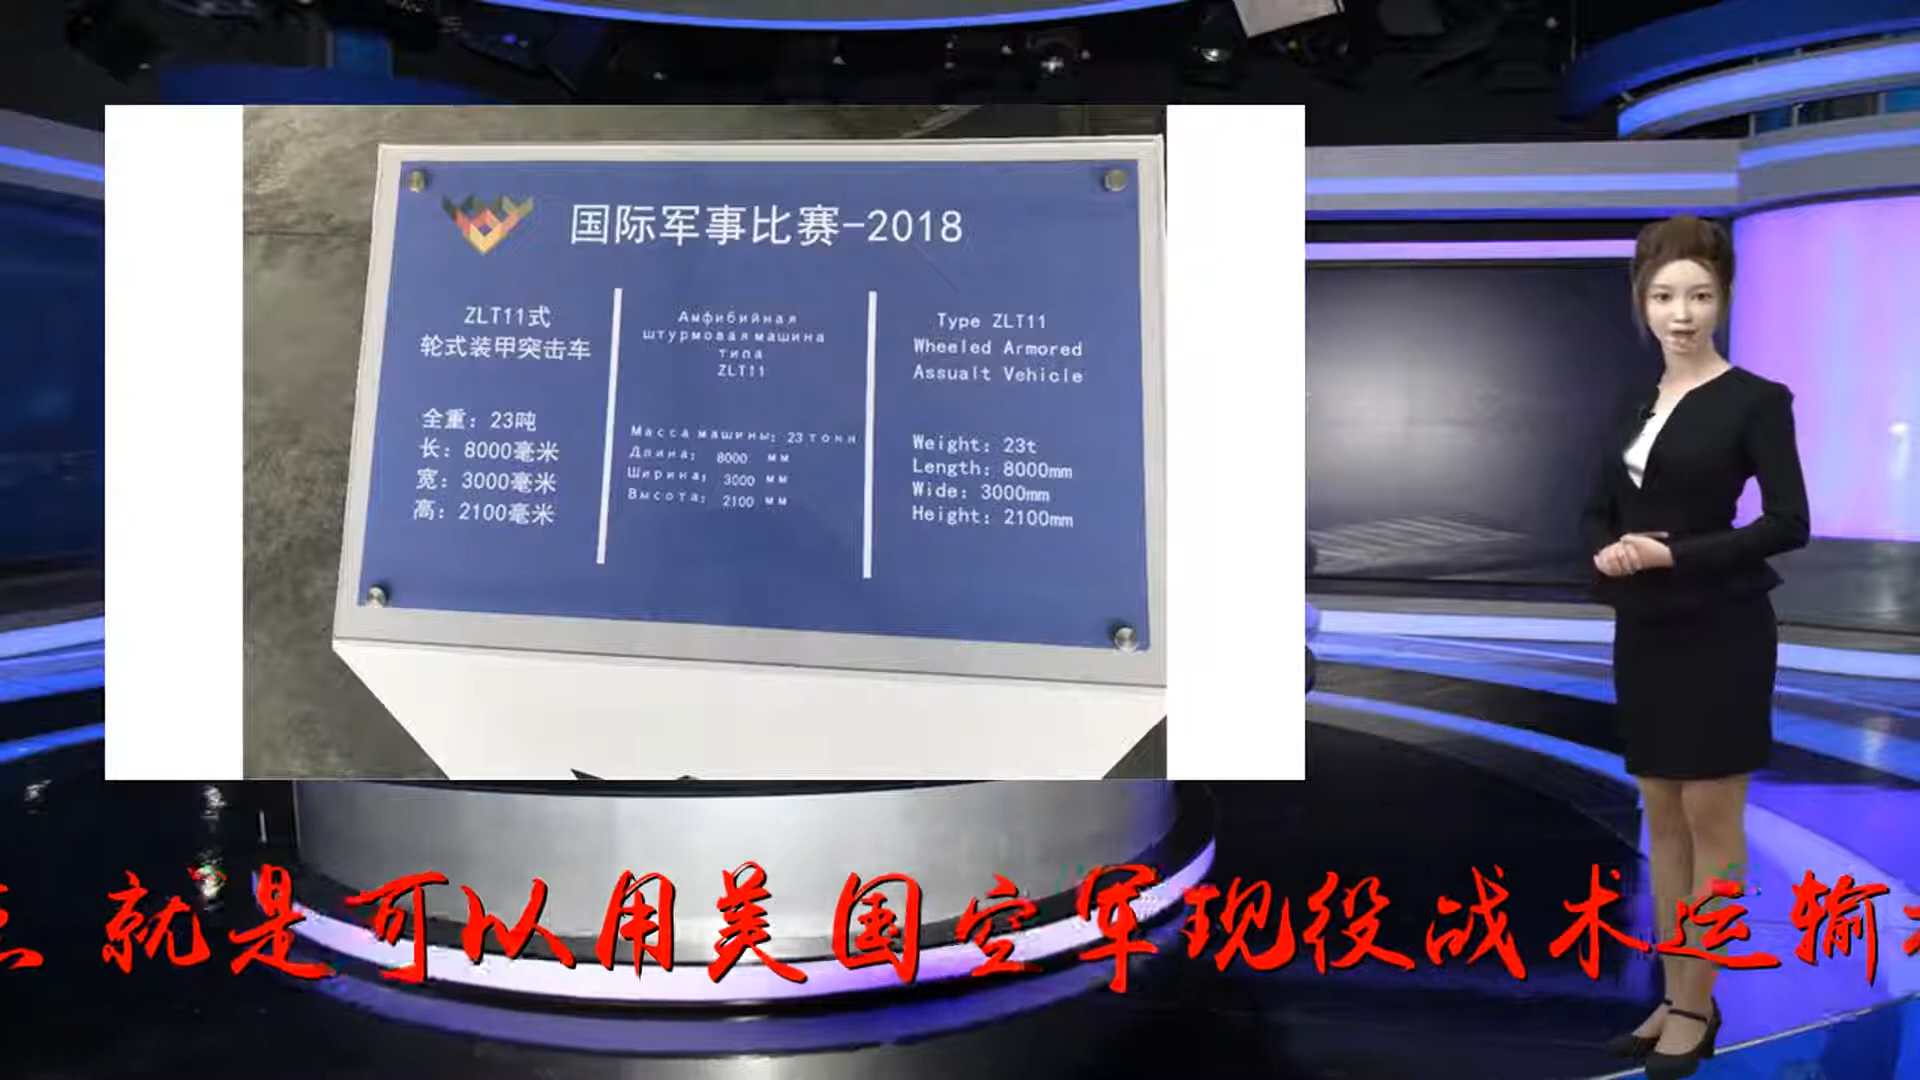 国际军事比赛-2018
ZLT11式
轮式装甲突击车
全重：23吨
长：8000毫米
宽：3000毫米
高：2100毫米
Амфибийная
штурмовая машина
типа
ZLT11
Масса машины: 23 тонн
Длина: 8000 мм
Ширина: 3000 мм
Высота: 2100 мм
Type ZLT11
Wheeled Armored
Assualt Vehicle
Weight: 23t
Length: 8000mm
Wide: 3000mm
Height: 2100mm
就是可以用美国空军现役战术运输